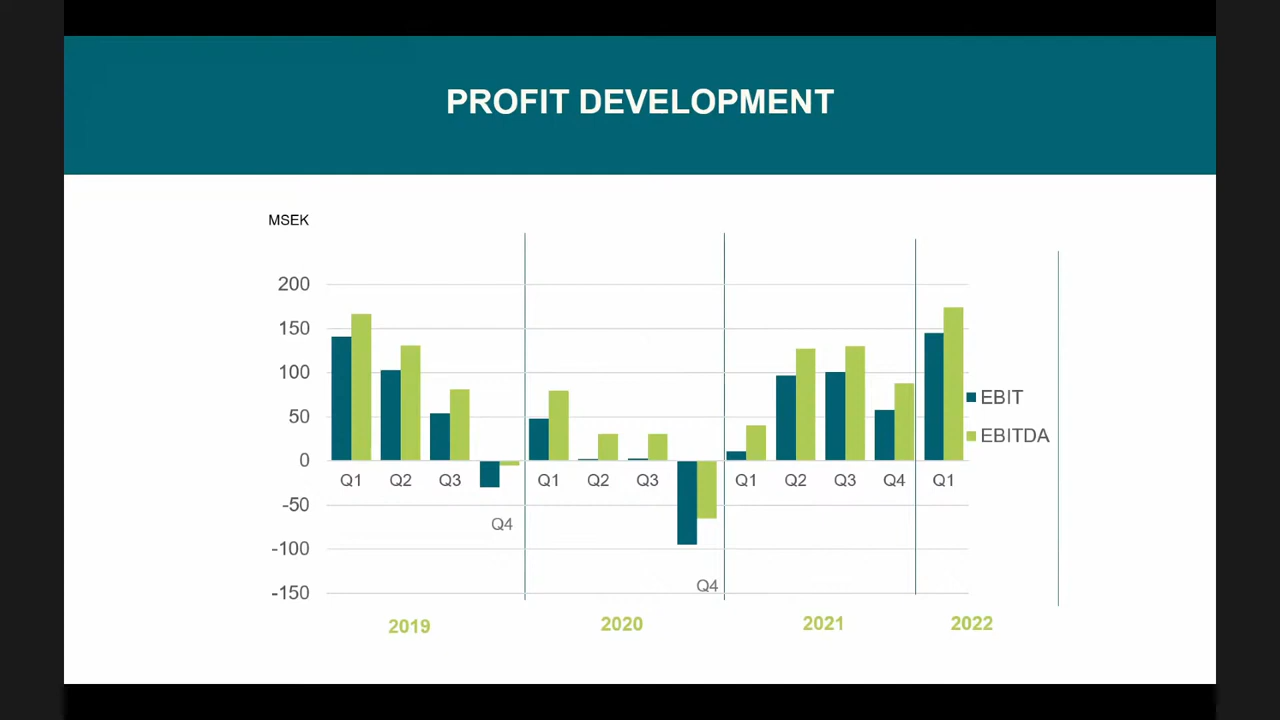 PROFIT DEVELOPMENT
MSEK
200
150
100
50
0
-50
-100
-150
Q1 Q2 Q3 Q1 Q2 Q3 Q1 Q2 Q3 Q4 Q1
Q4
Q4
EBIT
EBITDA
2019 2020 2021 2022